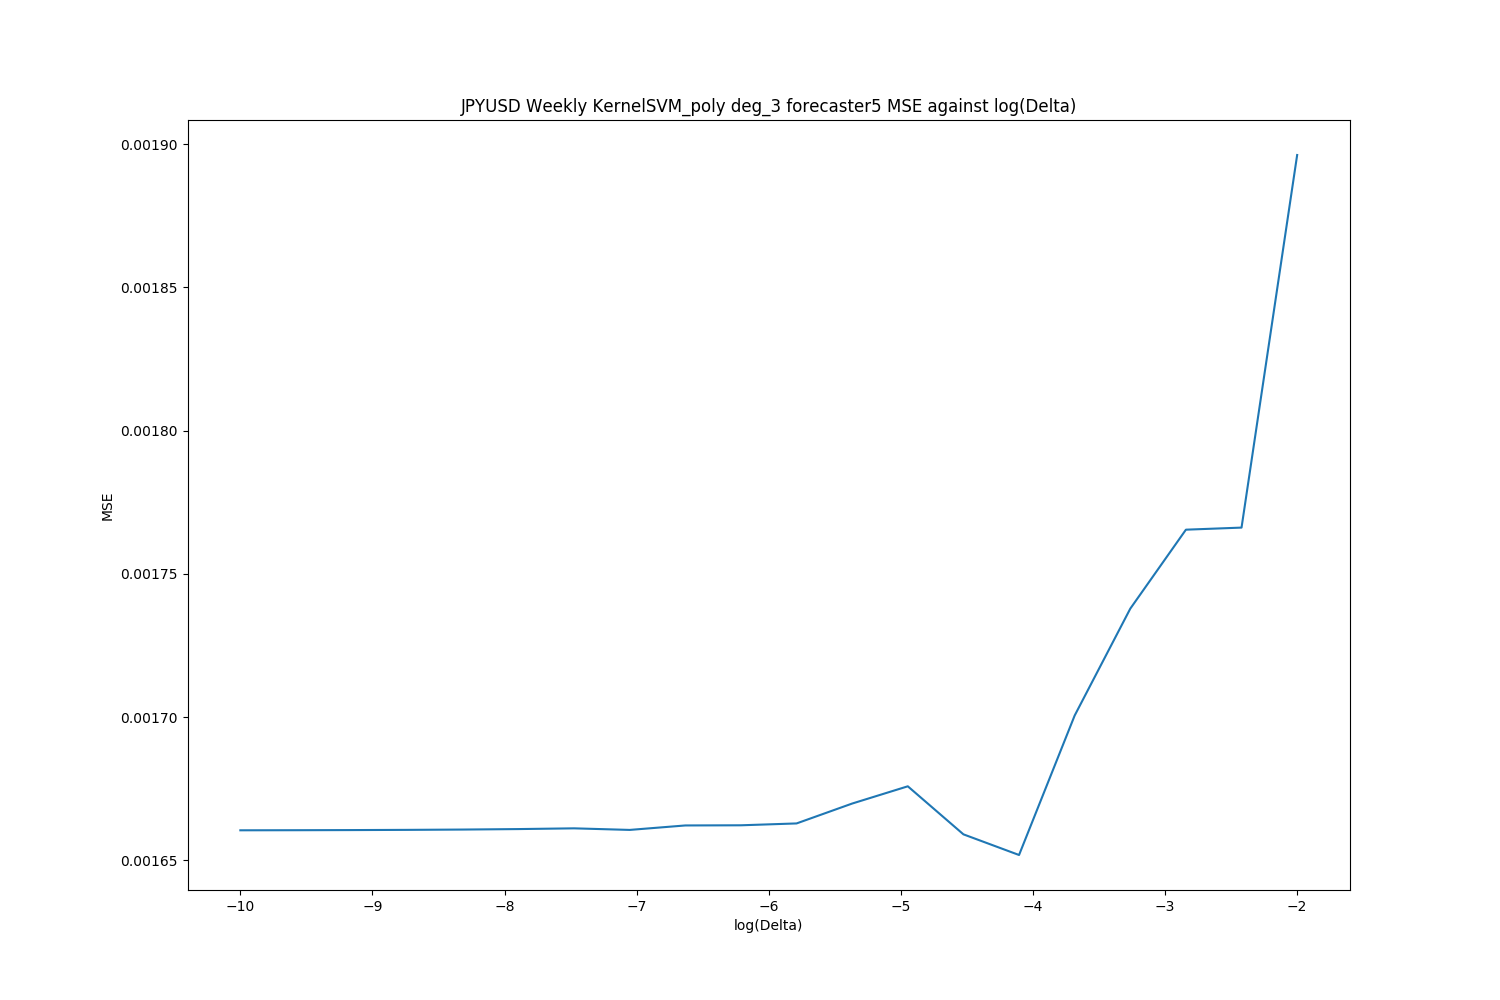 JPYUSD Weekly KernelSVM_poly deg_3 forecaster5 MSE against log(Delta)
0.00190
0.00185
0.00180
0.00175
0.00170
0.00165
MSE
−10 −9 −8 −7 −6 −5 −4 −3 −2
log(Delta)